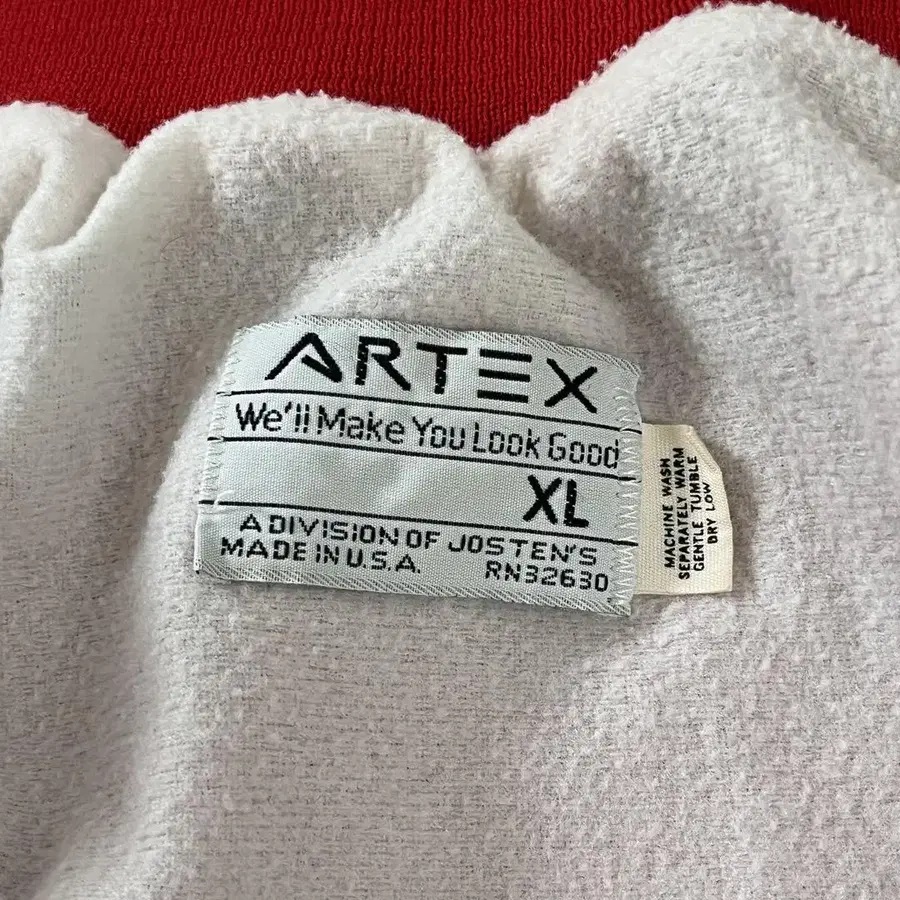 ARTEX
We'll Make You Look Good
XL
A DIVISION OF JOSTEN'S
MADE IN U.S.A. RN32630
MACHINE WASH
SEPARATELY WARM
GENTLE TUMBLE
DRY LOW